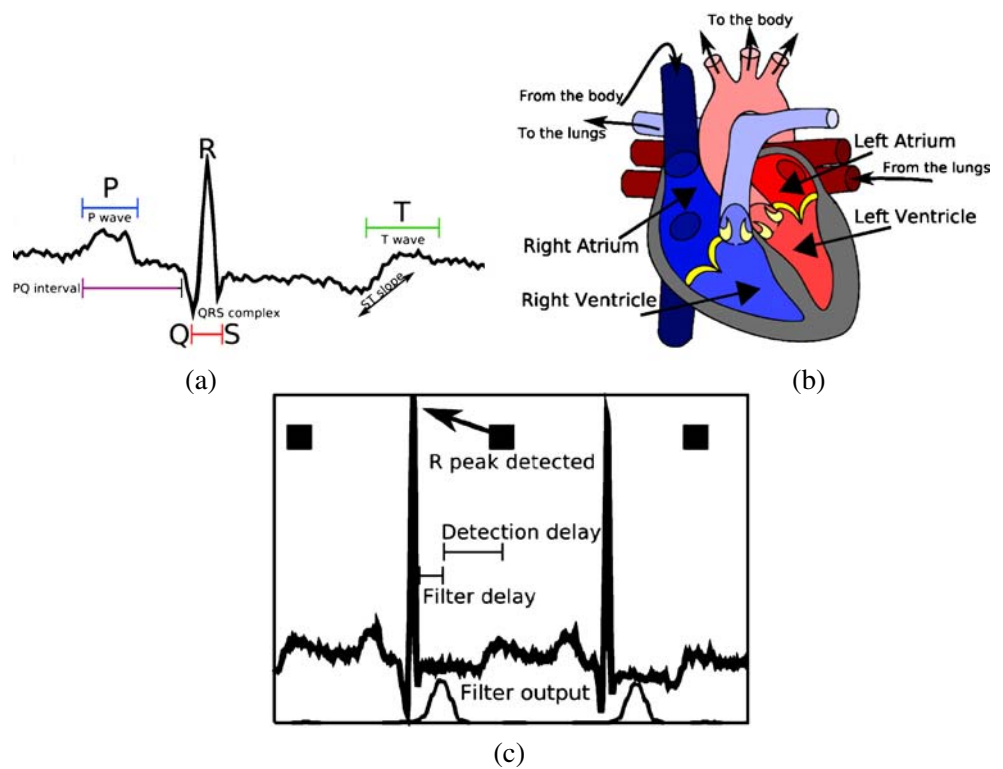 P
P wave
PQ interval
R
QRS complex
Q S
T
T wave
ST slope
(a)
To the body
From the body
To the lungs
Left Atrium
From the lungs
Left Ventricle
Right Atrium
Right Ventricle
(b)
R peak detected
Detection delay
Filter delay
Filter output
(c)